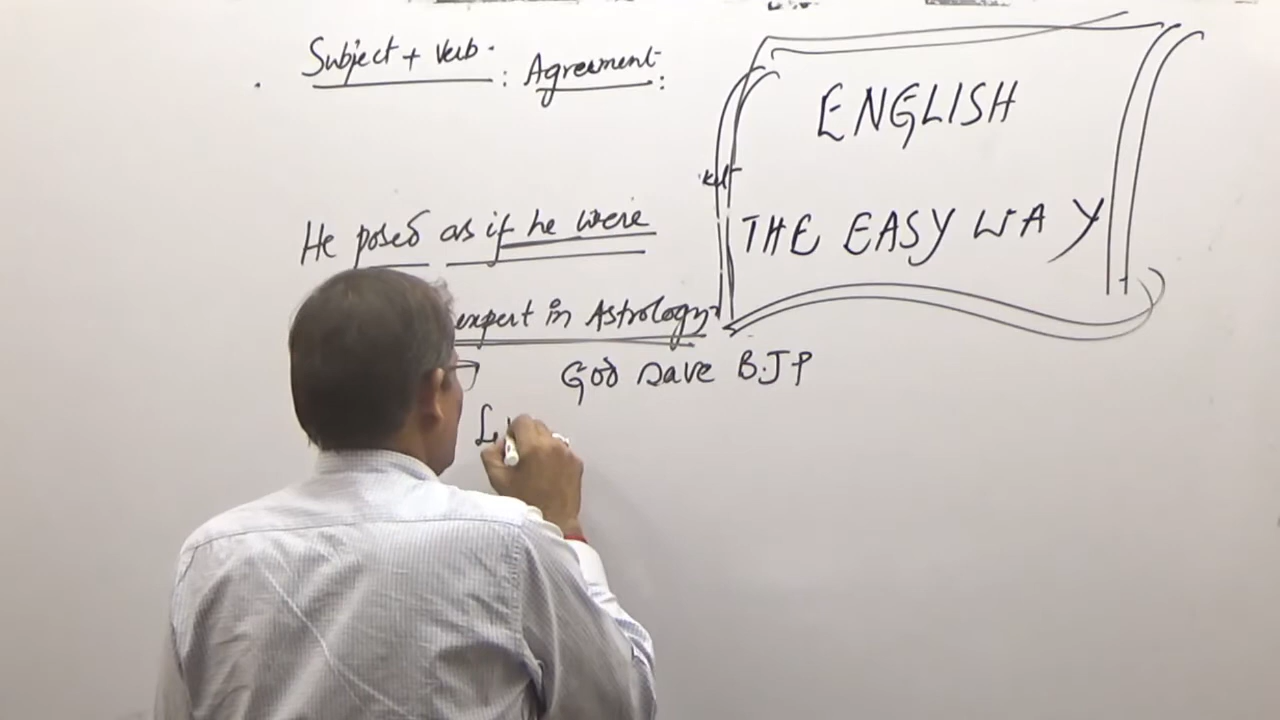 Subject + Verb : Agreement :
ENGLISH
THE EASY WAY
He posed as if he were
expert in Astrology
God save B.J.P